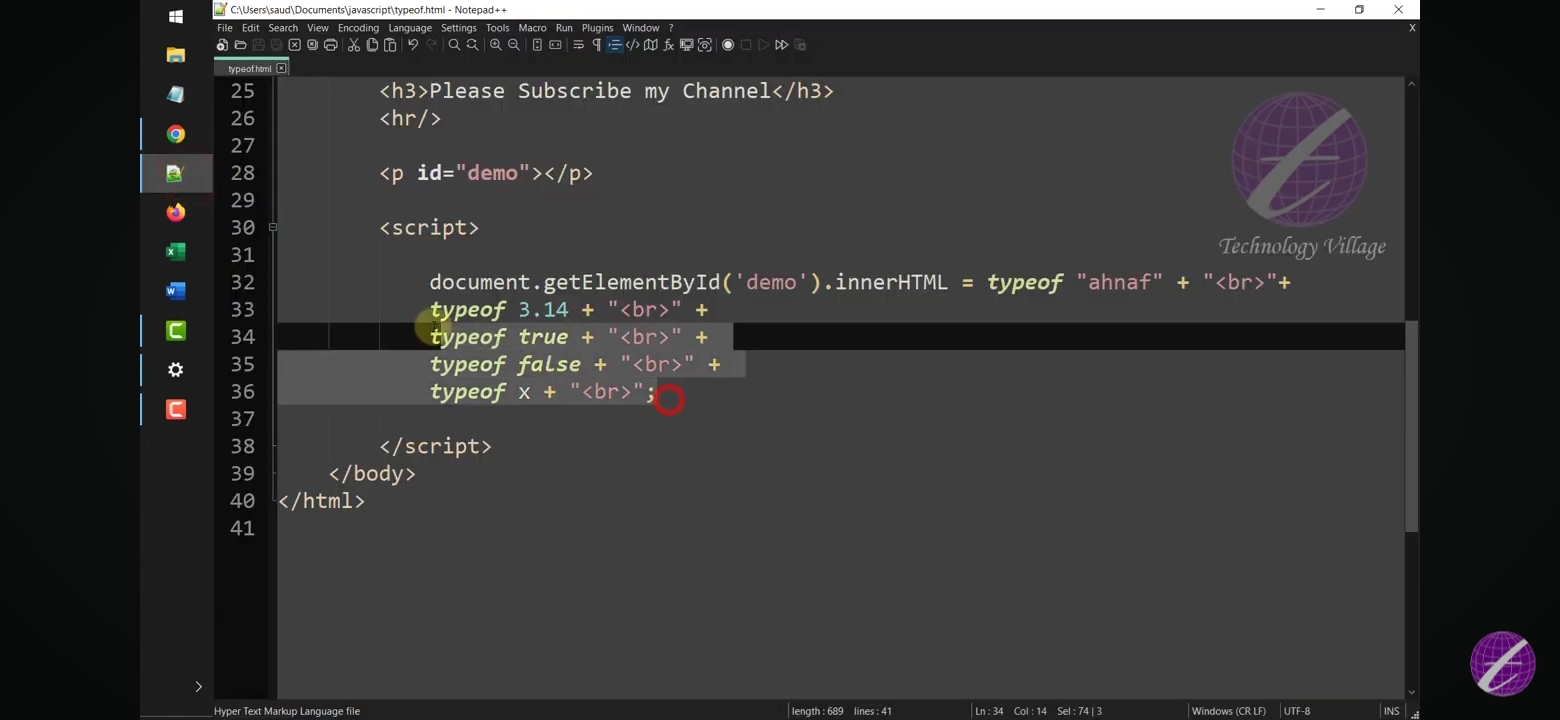 C:\Users\saud\Documents\javascript\typeof.html - Notepad++
File Edit Search View Encoding Language Settings Tools Macro Run Plugins Window ? X
typeof.html
25 <h3>Please Subscribe my Channel</h3>
26 <hr/>
27
28 <p id="demo"></p>
29
30 <script>
31
32 document.getElementById('demo').innerHTML = typeof "ahnaf" + "<br>"+
33 typeof 3.14 + "<br>" +
34 typeof true + "<br>" +
35 typeof false + "<br>" +
36 typeof x + "<br>";
37
38 </script>
39 </body>
40 </html>
41
Technology Village
Hyper Text Markup Language file length : 689 lines : 41 Ln : 34 Col : 14 Sel : 74 | 3 Windows (CR LF) UTF-8 INS